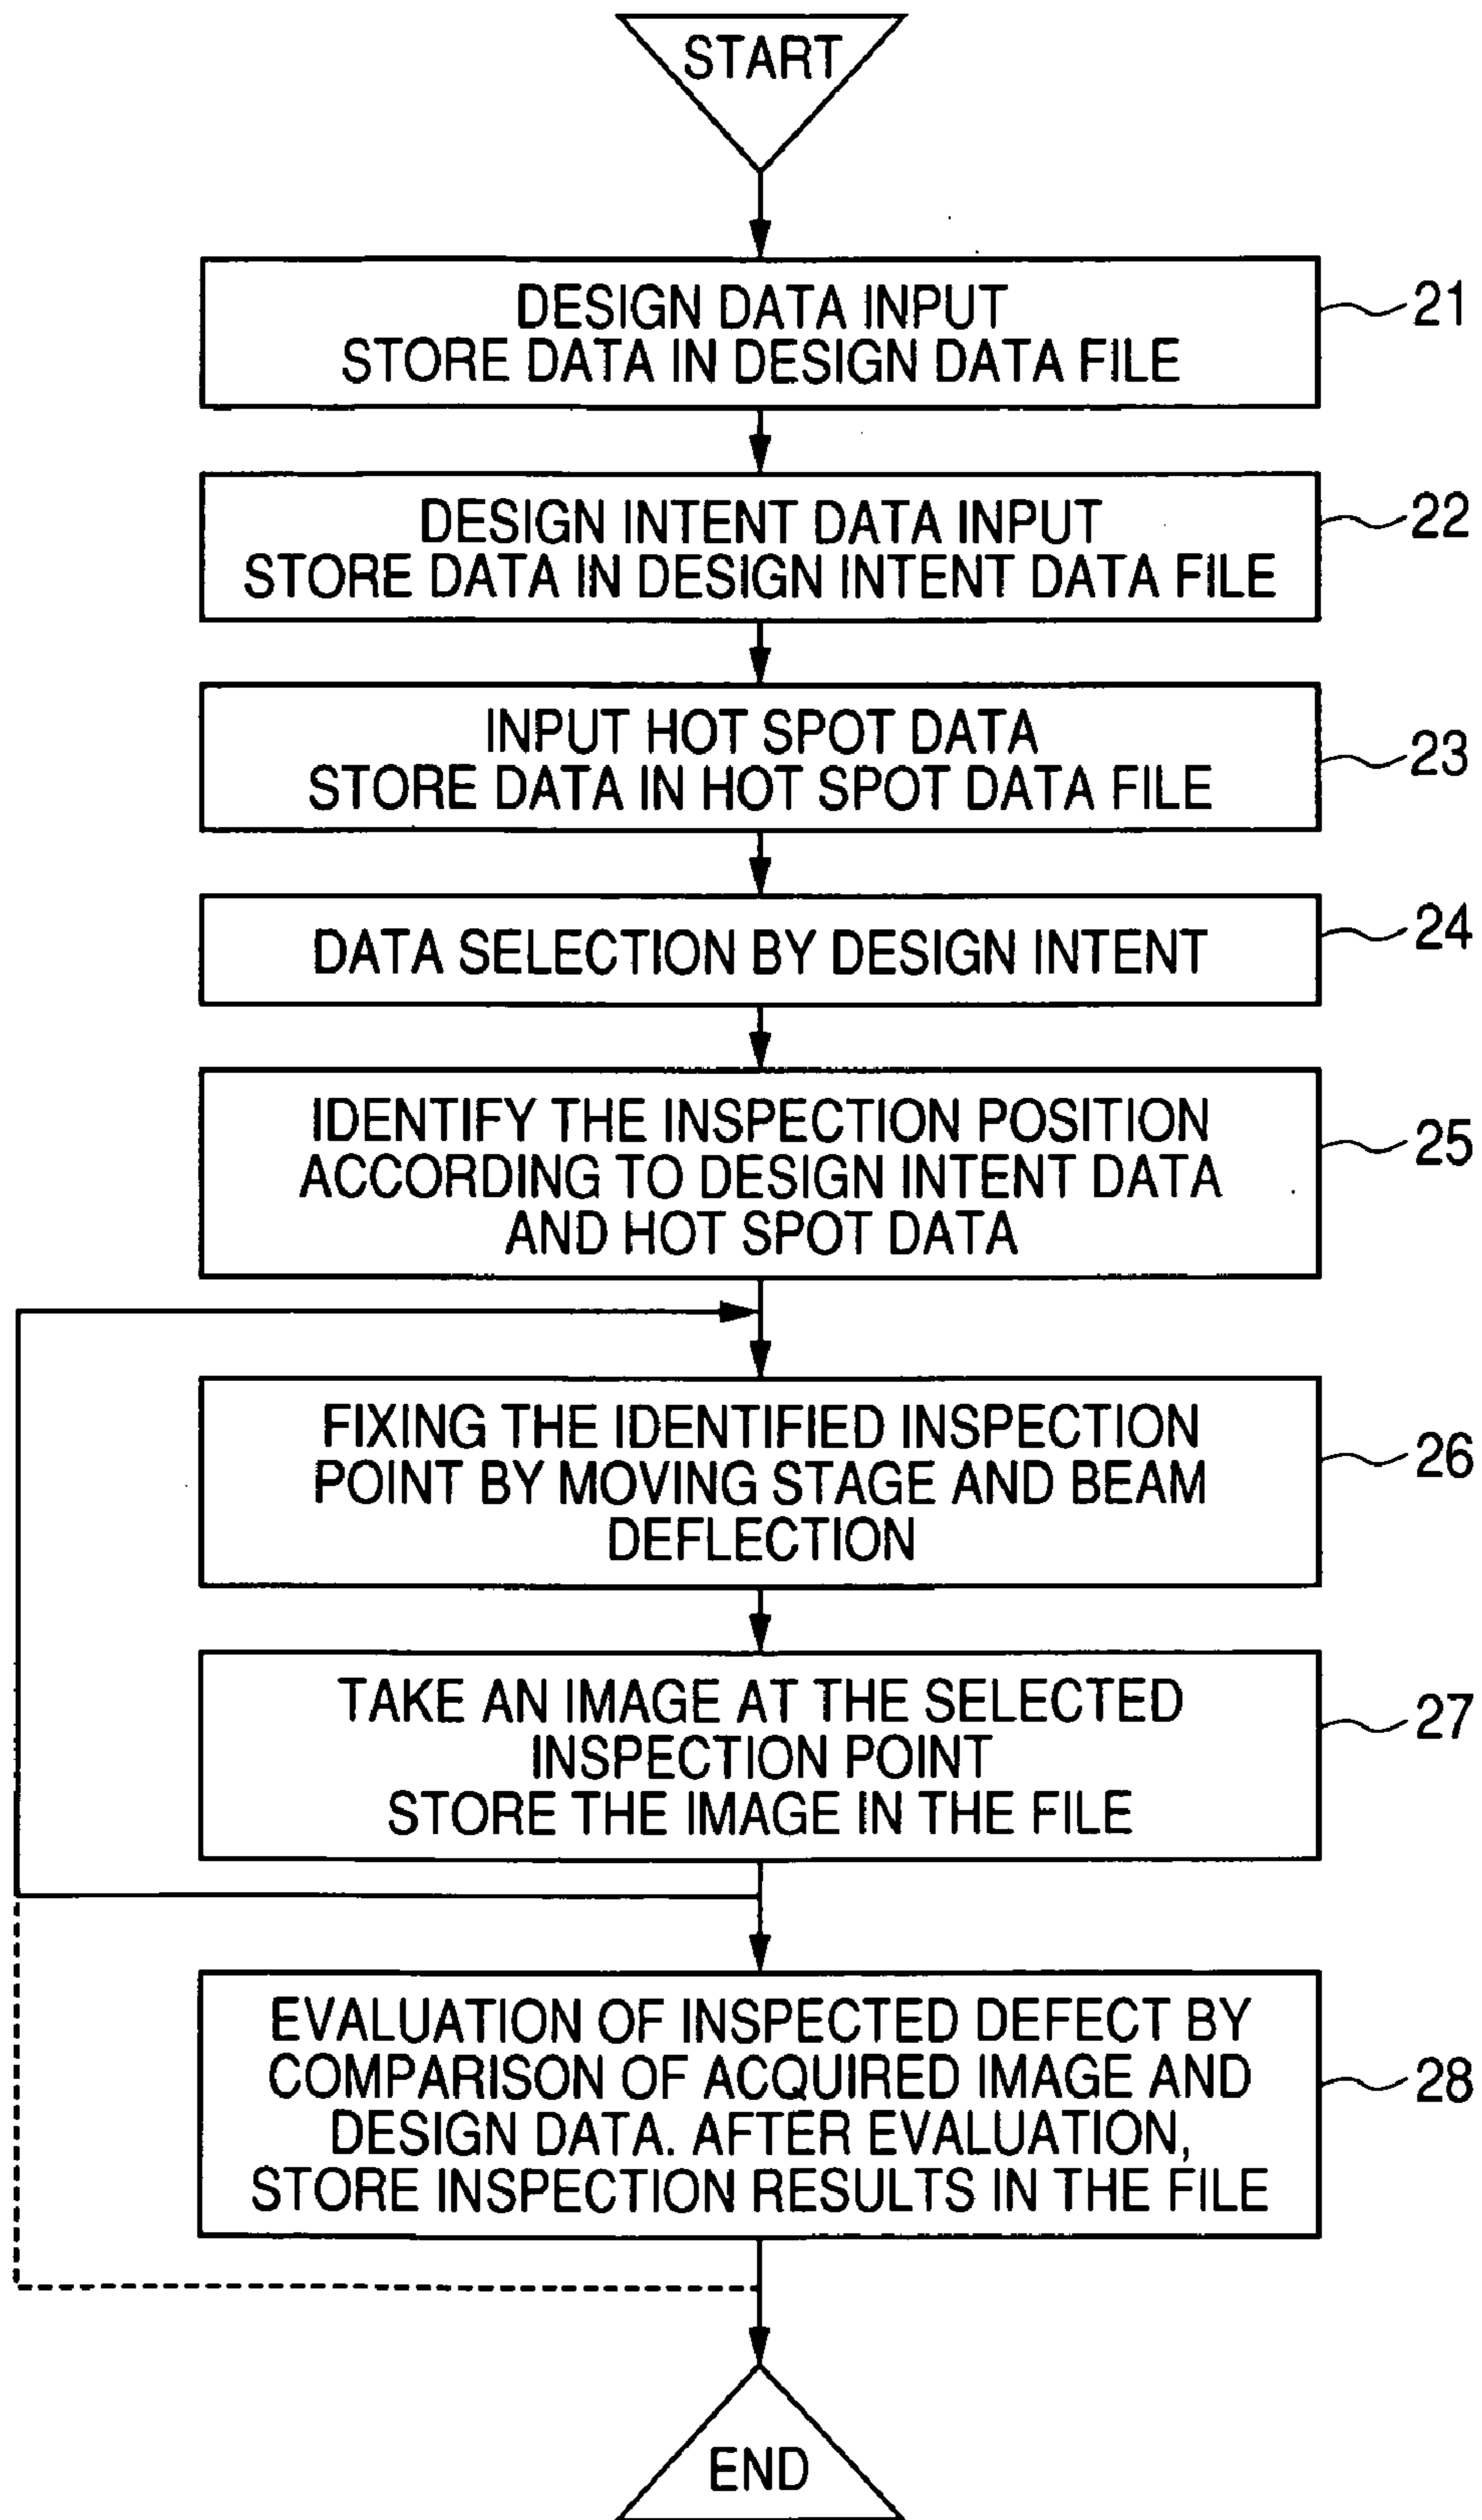 START
DESIGN DATA INPUT
STORE DATA IN DESIGN DATA FILE
21
DESIGN INTENT DATA INPUT
STORE DATA IN DESIGN INTENT DATA FILE
22
INPUT HOT SPOT DATA
STORE DATA IN HOT SPOT DATA FILE
23
DATA SELECTION BY DESIGN INTENT
24
IDENTIFY THE INSPECTION POSITION
ACCORDING TO DESIGN INTENT DATA
AND HOT SPOT DATA
25
FIXING THE IDENTIFIED INSPECTION
POINT BY MOVING STAGE AND BEAM
DEFLECTION
26
TAKE AN IMAGE AT THE SELECTED
INSPECTION POINT
STORE THE IMAGE IN THE FILE
27
EVALUATION OF INSPECTED DEFECT BY
COMPARISON OF ACQUIRED IMAGE AND
DESIGN DATA. AFTER EVALUATION,
STORE INSPECTION RESULTS IN THE FILE
28
END